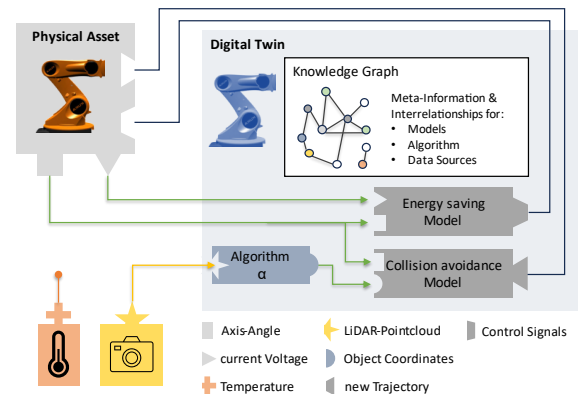 Physical Asset
Digital Twin
Knowledge Graph
Meta-Information &
Interrelationships for:
• Models
• Algorithm
• Data Sources
Energy saving
Model
Algorithm
α
Collision avoidance
Model
Axis-Angle
LiDAR-Pointcloud
Control Signals
current Voltage
Object Coordinates
Temperature
new Trajectory